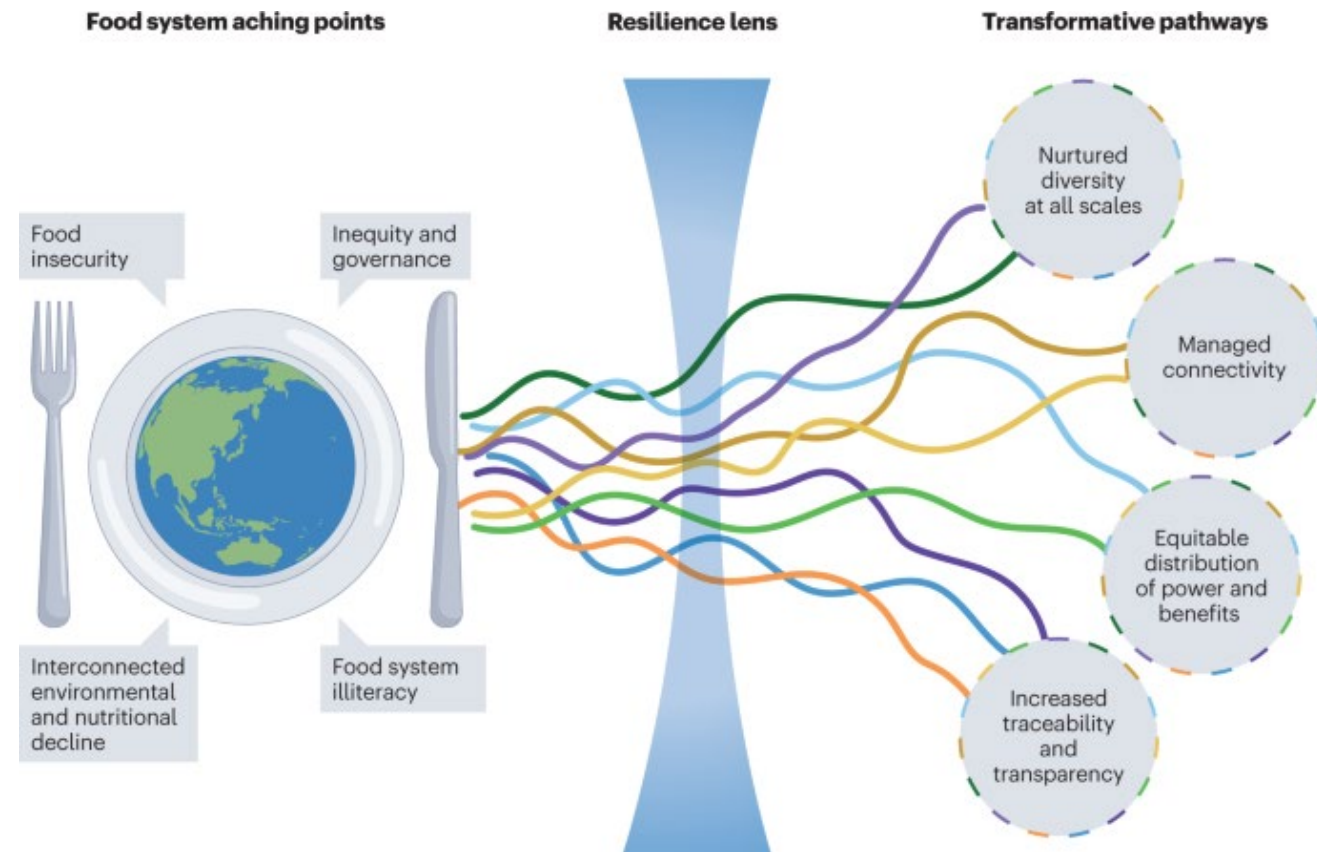 Food system aching points
Resilience lens
Transformative pathways
Food
insecurity
Inequity and
governance
Interconnected
environmental
and nutritional
decline
Food system
illiteracy
Nurtured
diversity
at all scales
Managed
connectivity
Equitable
distribution
of power and
benefits
Increased
traceability
and
transparency